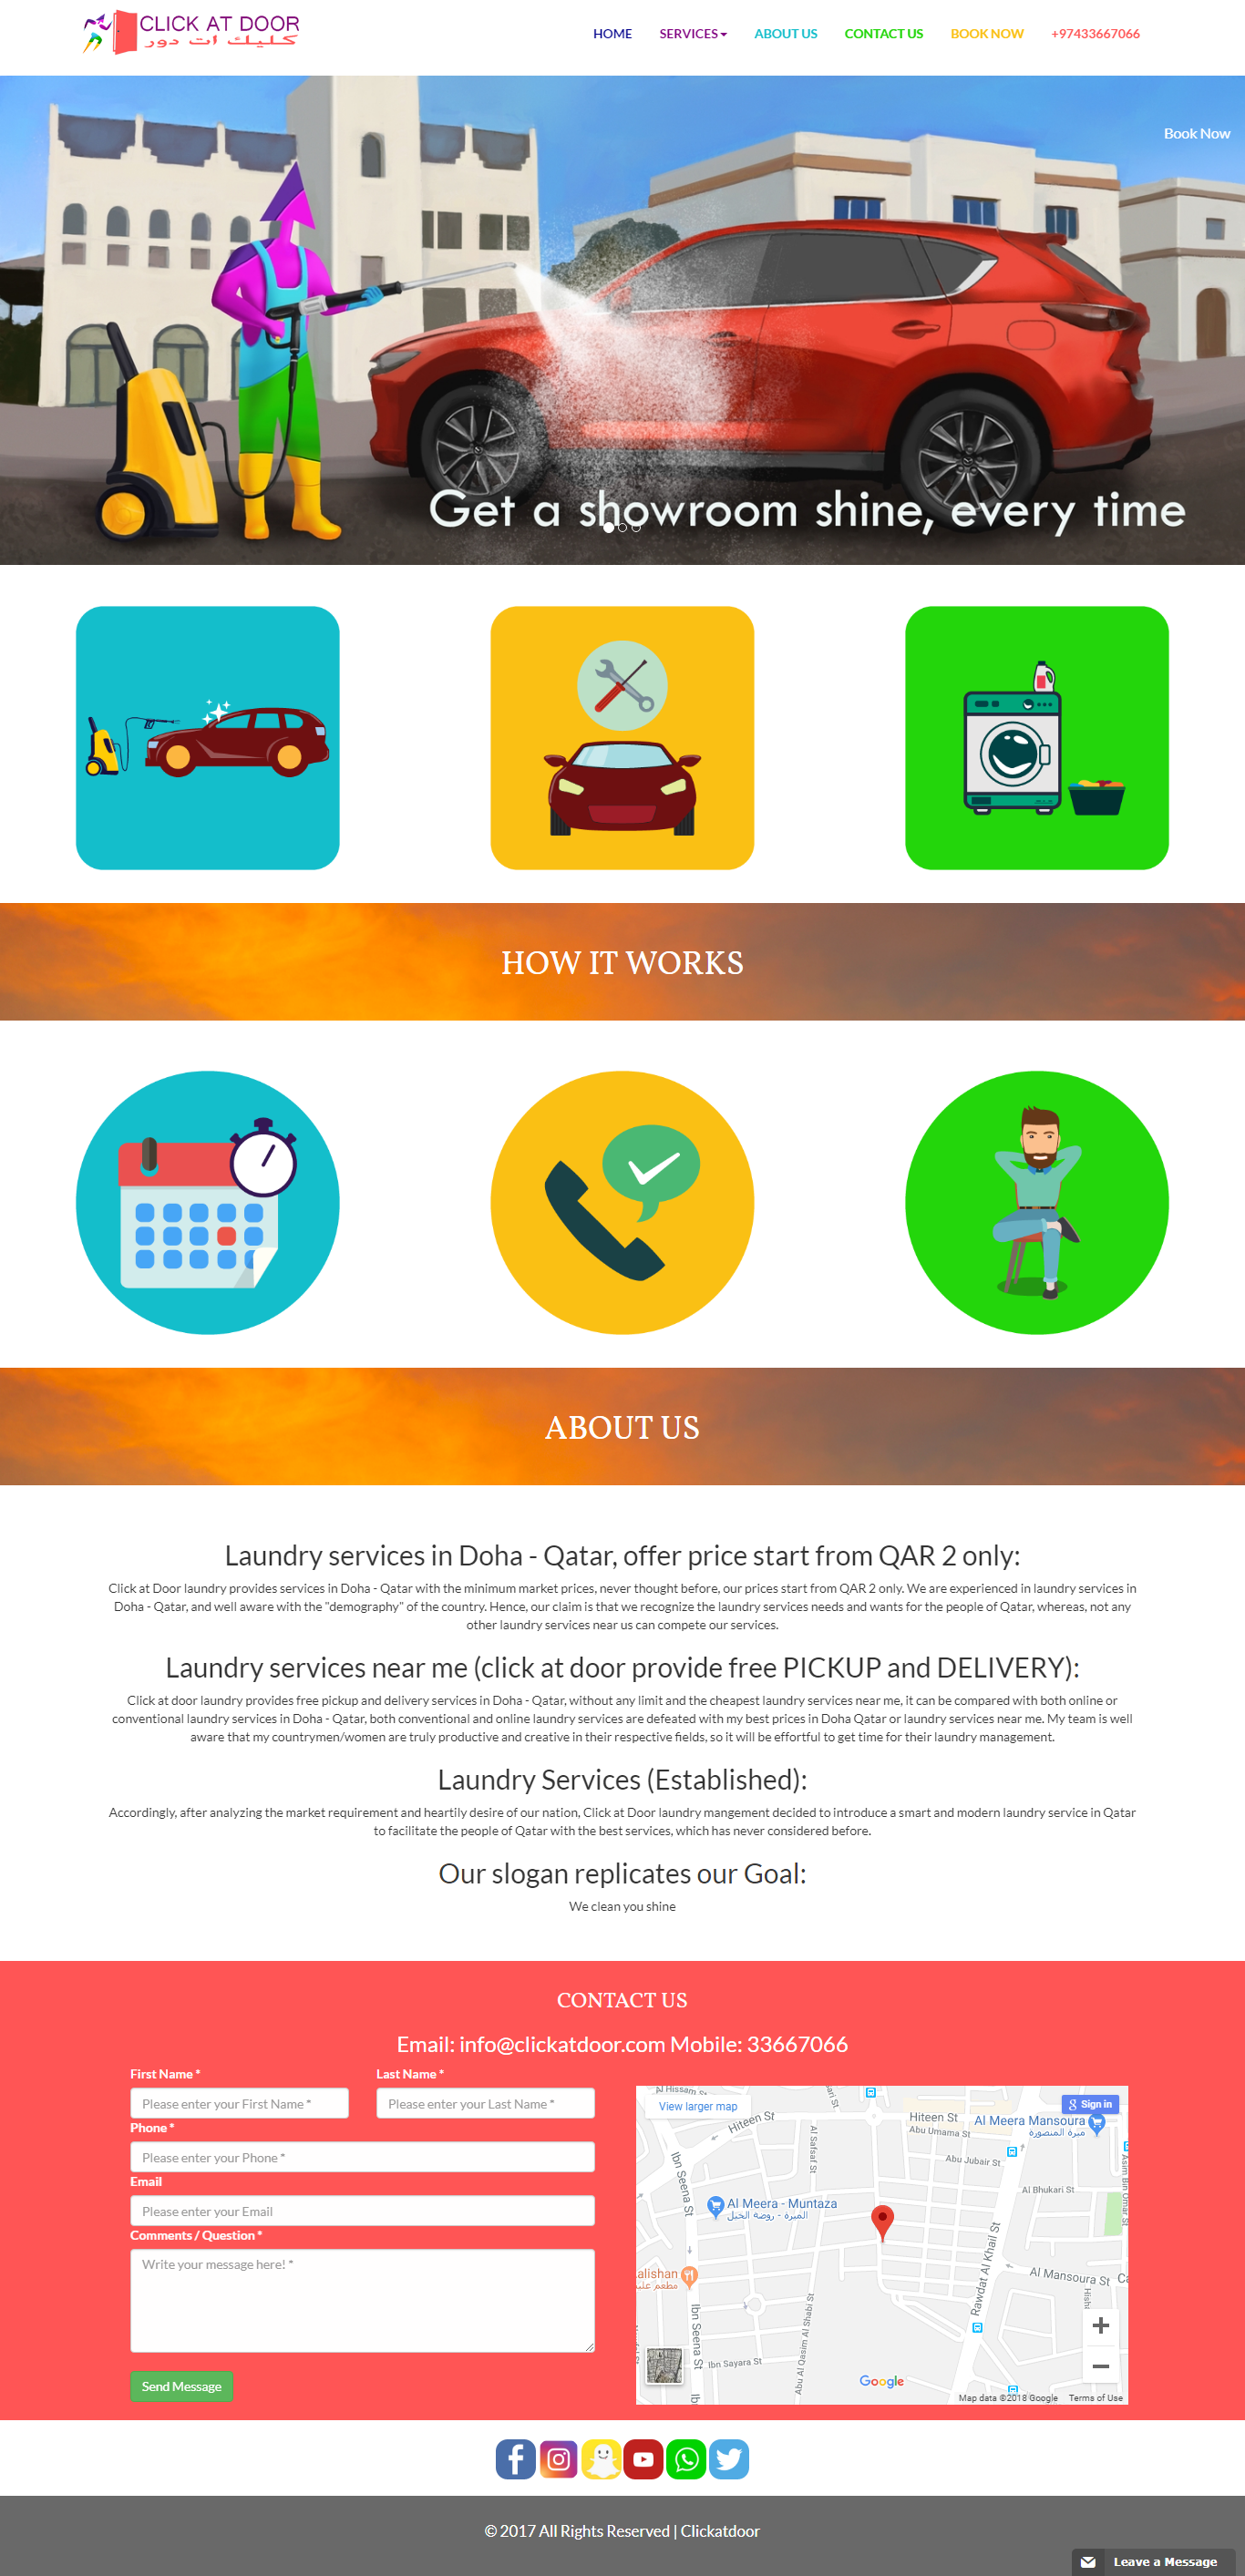 CLICK AT DOOR
كليك ات دور
HOME
SERVICES
ABOUT US
CONTACT US
BOOK NOW
+97433667066
Book Now
Get a showroom shine, every time
HOW IT WORKS
ABOUT US
Laundry services in Doha - Qatar, offer price start from QAR 2 only:
Click at Door laundry provides services in Doha - Qatar with the minimum market prices, never thought before, our prices start from QAR 2 only. We are experienced in laundry services in
Doha - Qatar, and well aware with the "demography" of the country. Hence, our claim is that we recognize the laundry services needs and wants for the people of Qatar, whereas, not any
other laundry services near us can compete our services.
Laundry services near me (click at door provide free PICKUP and DELIVERY):
Click at door laundry provides free pickup and delivery services in Doha - Qatar, without any limit and the cheapest laundry services near me, it can be compared with both online or
conventional laundry services in Doha - Qatar, both conventional and online laundry services are defeated with my best prices in Doha Qatar or laundry services near me. My team is well
aware that my countrymen/women are truly productive and creative in their respective fields, so it will be effortful to get time for their laundry management.
Laundry Services (Established):
Accordingly, after analyzing the market requirement and heartily desire of our nation, Click at Door laundry mangement decided to introduce a smart and modern laundry service in Qatar
to facilitate the people of Qatar with the best services, which has never considered before.
Our slogan replicates our Goal:
We clean you shine
CONTACT US
Email: info@clickatdoor.com Mobile: 33667066
First Name *
Last Name *
Please enter your First Name *
Please enter your Last Name *
Phone *
Please enter your Phone *
Email
Please enter your Email
Comments / Question *
Write your message here! *
Send Message
Al Hissam St
View larger map
Sign in
Hiteen St
Hiteen St
Al Meera Mansoura
ميرة المنصورة
Abu Umama St
Al Safsaf St
Abu Jubair St
Ibn Seena St
Asim Bin Omar St
Al Bukhari St
Al Meera - Muntaza
الميرة - روضة الخيل
Rawdat Al Khail St
Al Mansoura St
alishan
Ibn Seena St
Abu Al Qasim Al Shabi St
Ibn Sayara St
Google
Map data ©2018 Google
Terms of Use
© 2017 All Rights Reserved | Clickatdoor
Leave a Message